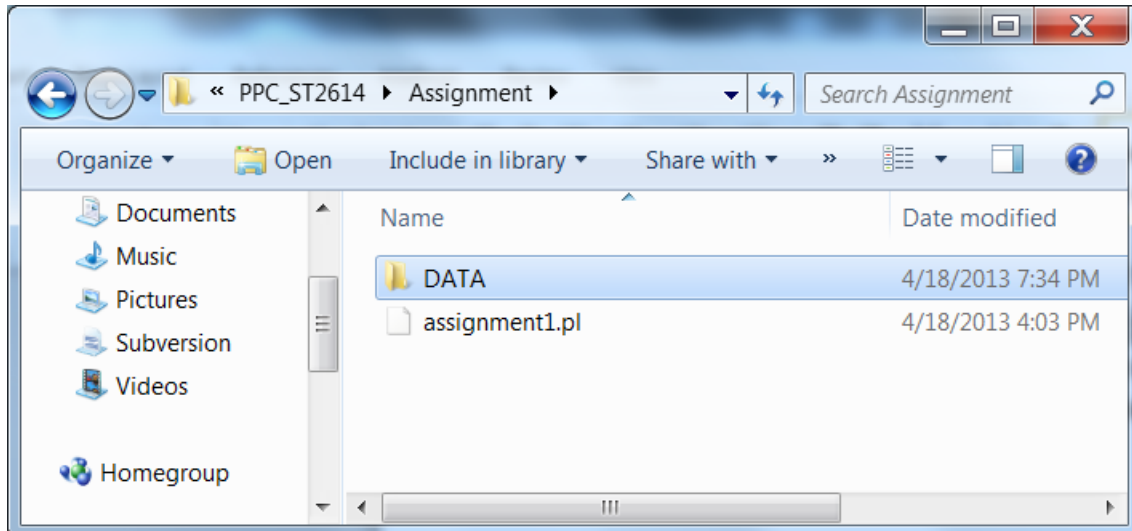 « PPC_ST2614 Assignment Search Assignment
Organize Open Include in library Share with »
Documents
Music
Pictures
Subversion
Videos
Homegroup
Name Date modified
DATA 4/18/2013 7:34 PM
assignment1.pl 4/18/2013 4:03 PM